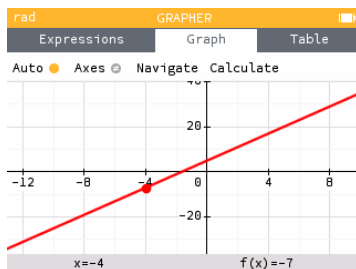 rad GRAPHER
Expressions Graph Table
Auto Axes Navigate Calculate
40
20
-12 -8 -4 0 4 8
-20
x=-4 f(x)=-7